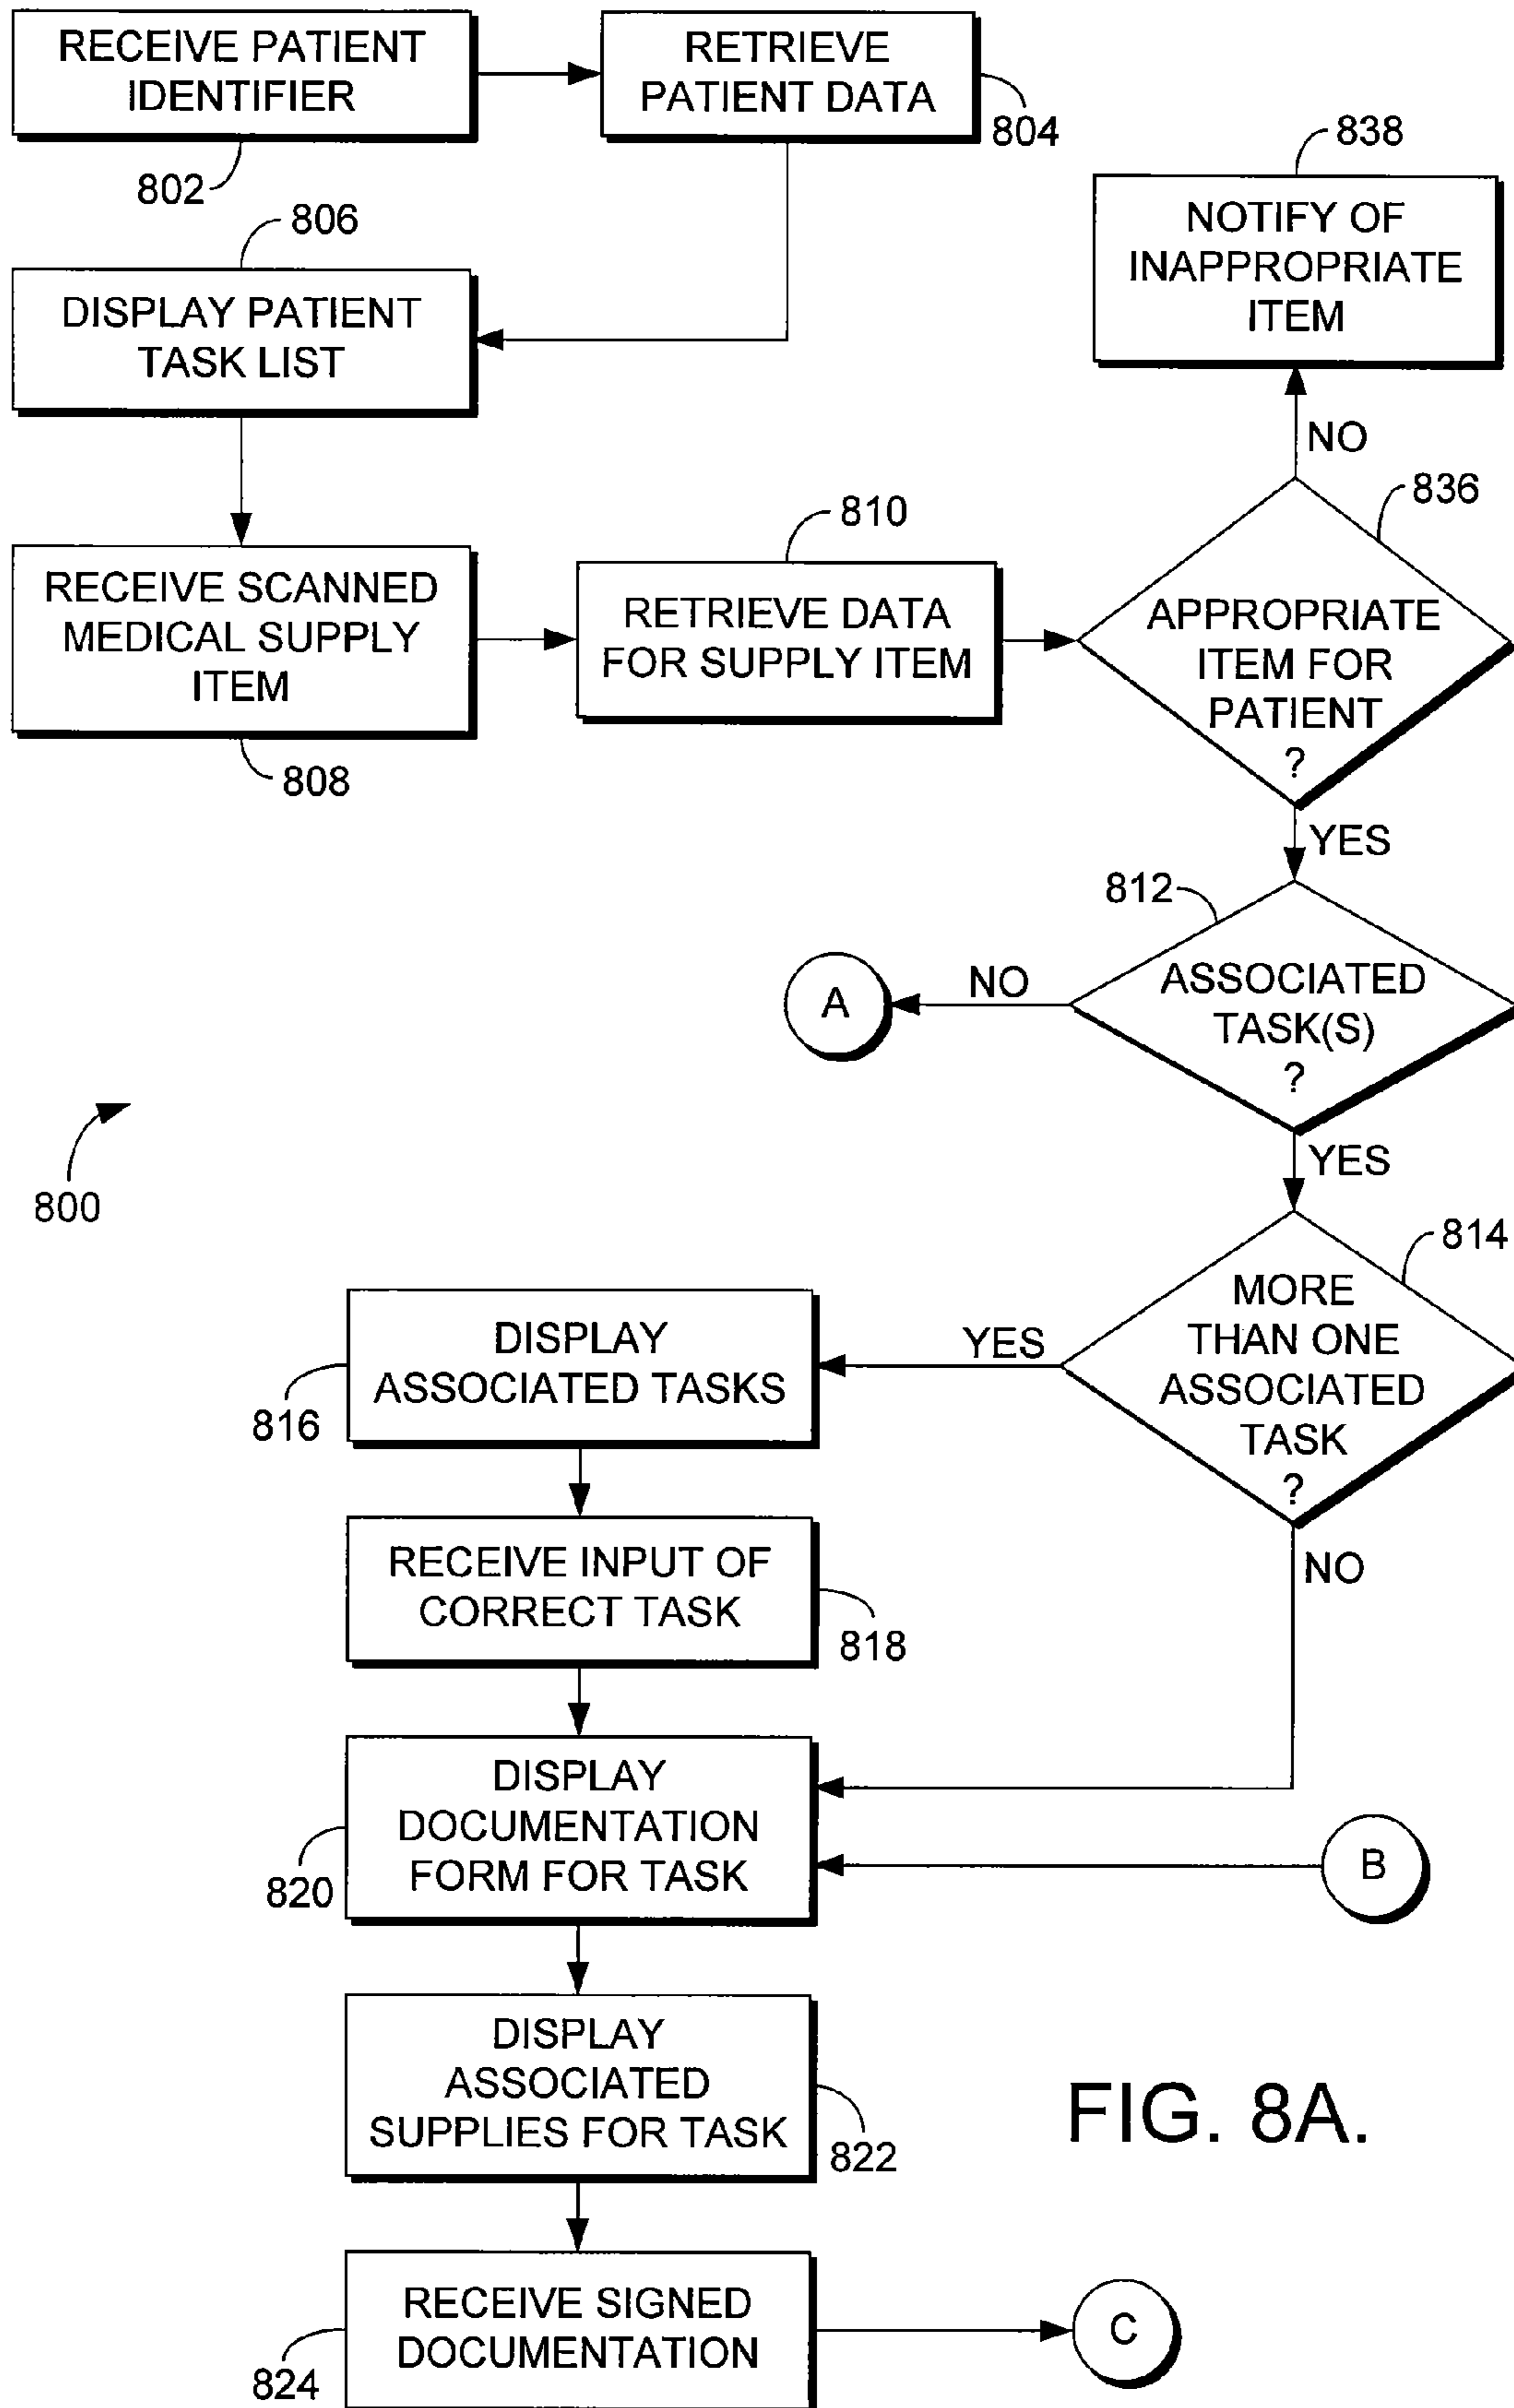 RECEIVE PATIENT
IDENTIFIER
802
RETRIEVE
PATIENT DATA
804
806
DISPLAY PATIENT
TASK LIST
838
NOTIFY OF
INAPPROPRIATE
ITEM
NO
RECEIVE SCANNED
MEDICAL SUPPLY
ITEM
808
810
RETRIEVE DATA
FOR SUPPLY ITEM
836
APPROPRIATE
ITEM FOR
PATIENT
?
YES
812
ASSOCIATED
TASK(S)
?
NO
A
YES
800
814
MORE
THAN ONE
ASSOCIATED
TASK
?
YES
NO
DISPLAY
ASSOCIATED TASKS
816
RECEIVE INPUT OF
CORRECT TASK
818
DISPLAY
DOCUMENTATION
FORM FOR TASK
820
B
DISPLAY
ASSOCIATED
SUPPLIES FOR TASK
822
FIG. 8A.
RECEIVE SIGNED
DOCUMENTATION
824
C